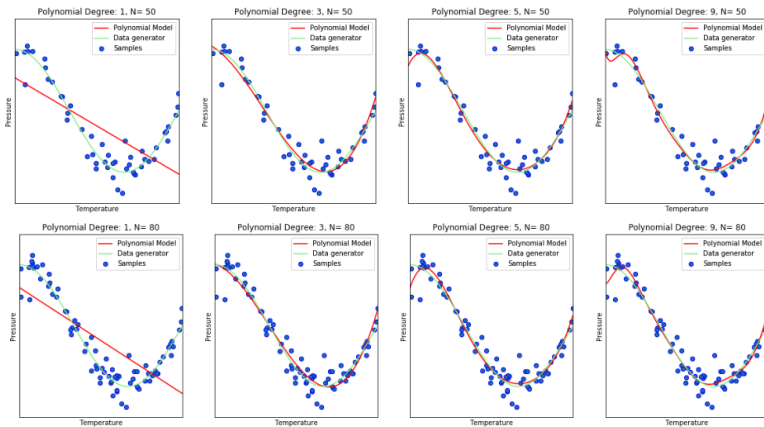 Polynomial Degree: 1, N= 50
Polynomial Model
Data generator
Samples
Pressure
Temperature
Polynomial Degree: 3, N= 50
Polynomial Model
Data generator
Samples
Pressure
Temperature
Polynomial Degree: 5, N= 50
Polynomial Model
Data generator
Samples
Pressure
Temperature
Polynomial Degree: 9, N= 50
Polynomial Model
Data generator
Samples
Pressure
Temperature
Polynomial Degree: 1, N= 80
Polynomial Model
Data generator
Samples
Pressure
Temperature
Polynomial Degree: 3, N= 80
Polynomial Model
Data generator
Samples
Pressure
Temperature
Polynomial Degree: 5, N= 80
Polynomial Model
Data generator
Samples
Pressure
Temperature
Polynomial Degree: 9, N= 80
Polynomial Model
Data generator
Samples
Pressure
Temperature